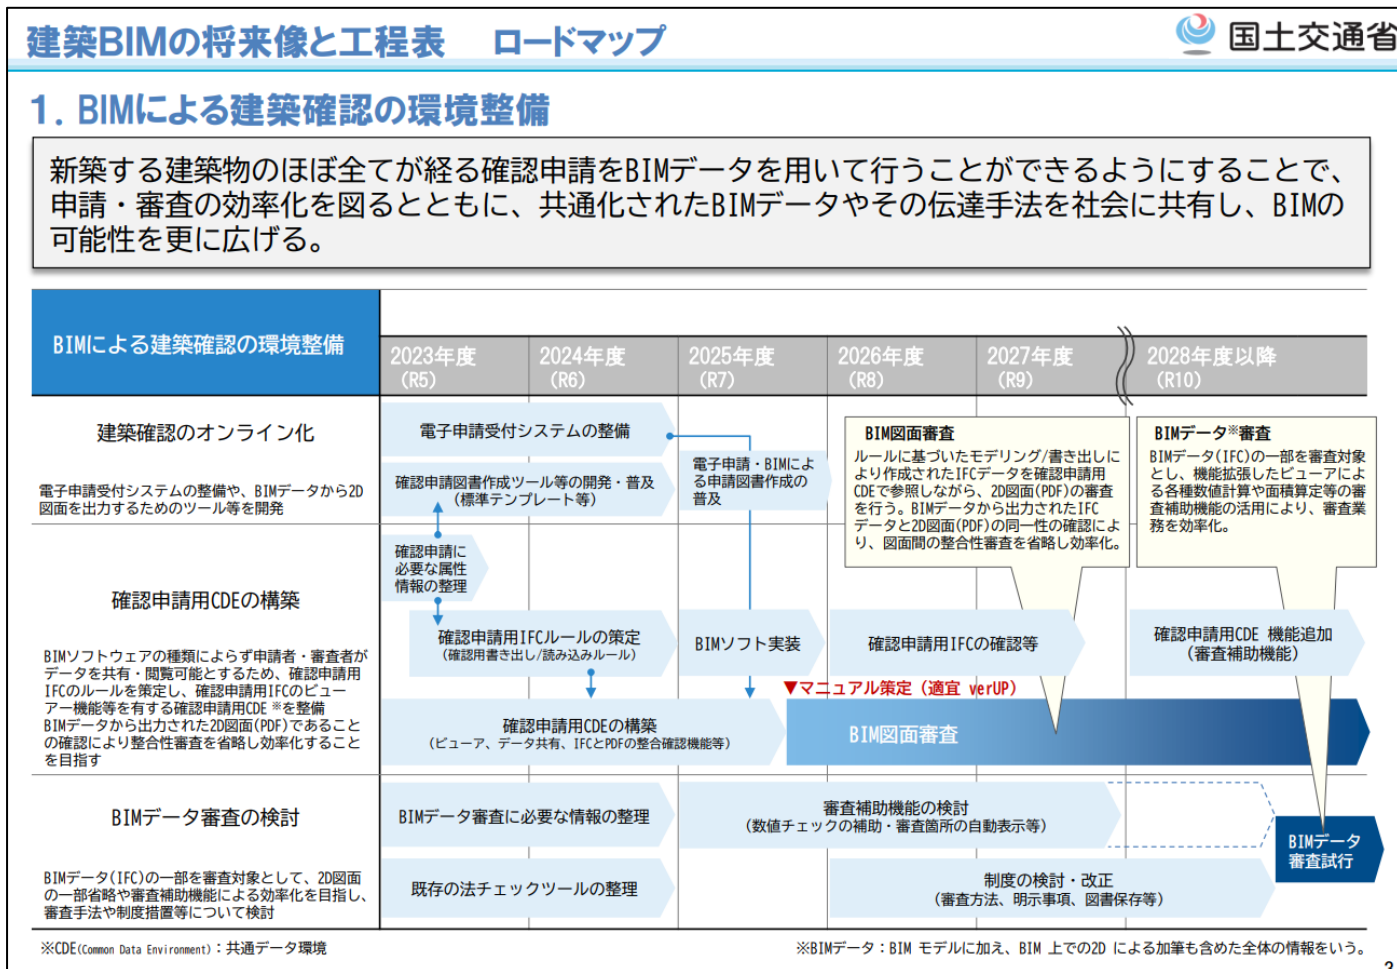 建築BIMの将来像と工程表　ロードマップ
国土交通省
1. BIMによる建築確認の環境整備
新築する建築物のほぼ全てが経る確認申請をBIMデータを用いて行うことができるようにすることで、
申請・審査の効率化を図るとともに、共通化されたBIMデータやその伝達手法を社会に共有し、BIMの
可能性を更に広げる。
BIMによる建築確認の環境整備
2023年度
(R5)
2024年度
(R6)
2025年度
(R7)
2026年度
(R8)
2027年度
(R9)
2028年度以降
(R10)
建築確認のオンライン化
電子申請受付システムの整備や、BIMデータから2D
図面を出力するためのツール等を開発
電子申請受付システムの整備
確認申請図書作成ツール等の開発・普及
(標準テンプレート等)
電子申請・BIMによ
る申請図書作成の
普及
BIM図面審査
ルールに基づいたモデリング/書き出しに
より作成されたIFCデータを確認申請用
CDEで参照しながら、2D図面(PDF)の審査
を行う。BIMデータから出力されたIFC
データと2D図面(PDF)の同一性の確認によ
り、図面間の整合性審査を省略し効率化。
BIMデータ※審査
BIMデータ(IFC)の一部を審査対象
とし、機能拡張したビューアによ
る各種数値計算や面積算定等の審
査補助機能の活用により、審査業
務を効率化。
確認申請用CDEの構築
BIMソフトウェアの種類によらず申請者・審査者が
データを共有・閲覧可能とするため、確認申請用
IFCのルールを策定し、確認申請用IFCのビュー
アー機能等を有する確認申請用CDE※を整備
BIMデータから出力された2D図面(PDF)であること
の確認により整合性審査を省略し効率化すること
を目指す
確認申請に
必要な属性
情報の整理
確認申請用IFCルールの策定
(確認用書き出し/読み込みルール)
BIMソフト実装
確認申請用IFCの確認等
確認申請用CDE 機能追加
(審査補助機能)
▼マニュアル策定（適宜 verUP）
確認申請用CDEの構築
(ビューア、データ共有、IFCとPDFの整合確認機能等)
BIM図面審査
BIMデータ審査の検討
BIMデータ(IFC)の一部を審査対象として、2D図面
の一部省略や審査補助機能による効率化を目指し、
審査手法や制度措置等について検討
BIMデータ審査に必要な情報の整理
審査補助機能の検討
(数値チェックの補助・審査箇所の自動表示等)
BIMデータ
審査試行
既存の法チェックツールの整理
制度の検討・改正
(審査方法、明示事項、図書保存等)
※CDE(Common Data Environment)：共通データ環境
※BIMデータ：BIM モデルに加え、BIM 上での2D による加筆も含めた全体の情報をいう。